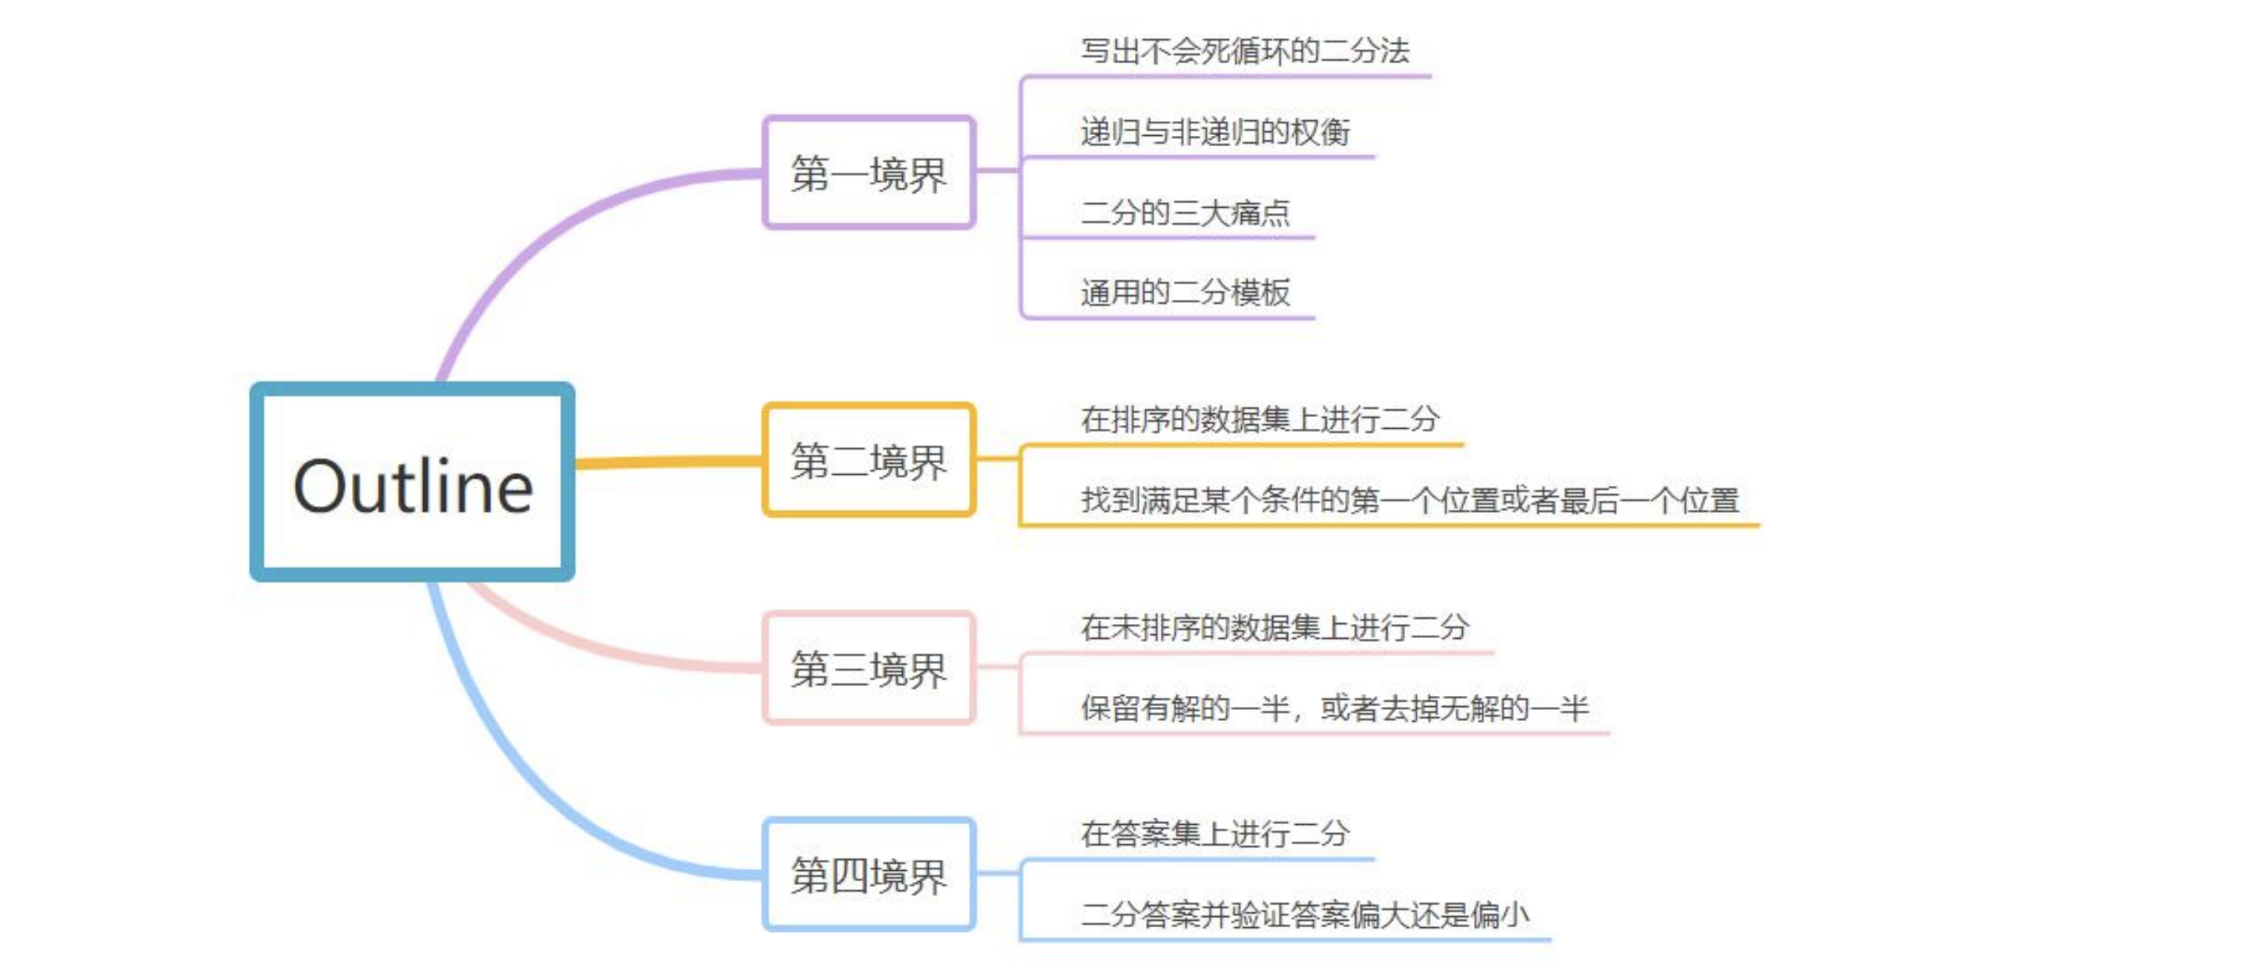 Outline
第一境界
写出不会死循环的二分法
递归与非递归的权衡
二分的三大痛点
通用的二分模板
第二境界
在排序的数据集上进行二分
找到满足某个条件的第一个位置或者最后一个位置
第三境界
在未排序的数据集上进行二分
保留有解的一半，或者去掉无解的一半
第四境界
在答案集上进行二分
二分答案并验证答案偏大还是偏小